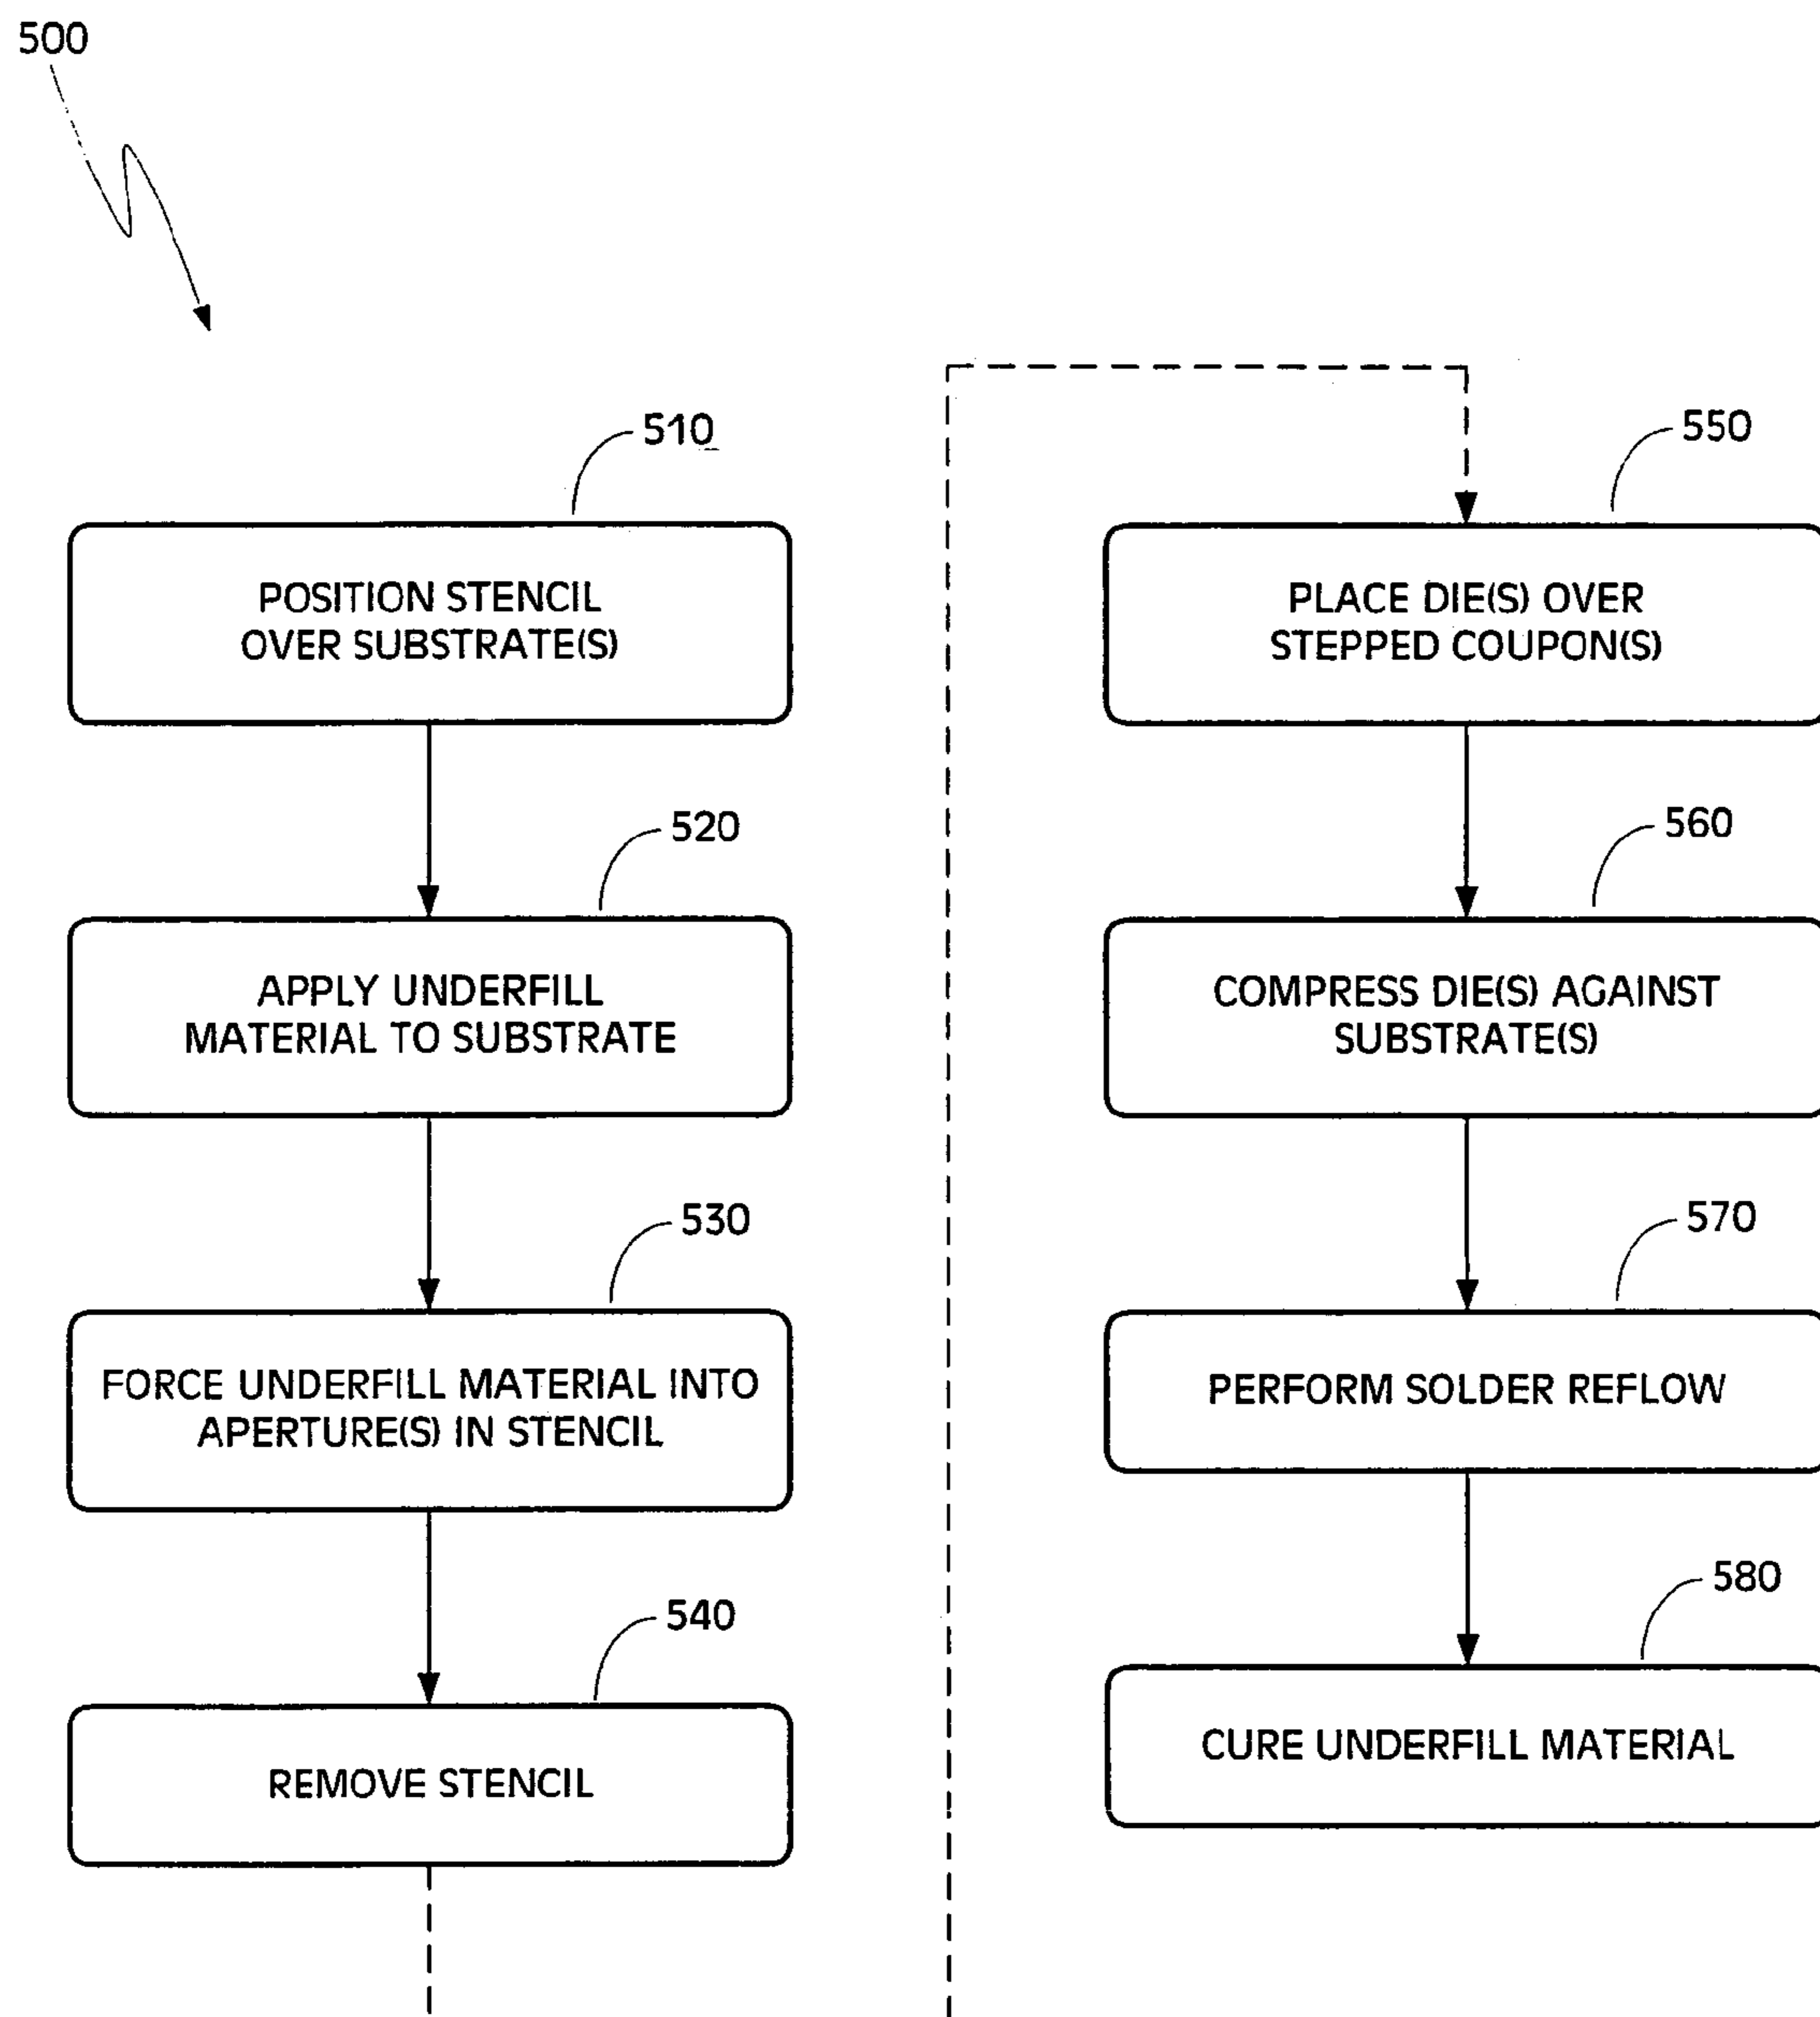 500
510
POSITION STENCIL
OVER SUBSTRATE(S)
520
APPLY UNDERFILL
MATERIAL TO SUBSTRATE
530
FORCE UNDERFILL MATERIAL INTO
APERTURE(S) IN STENCIL
540
REMOVE STENCIL
550
PLACE DIE(S) OVER
STEPPED COUPON(S)
560
COMPRESS DIE(S) AGAINST
SUBSTRATE(S)
570
PERFORM SOLDER REFLOW
580
CURE UNDERFILL MATERIAL